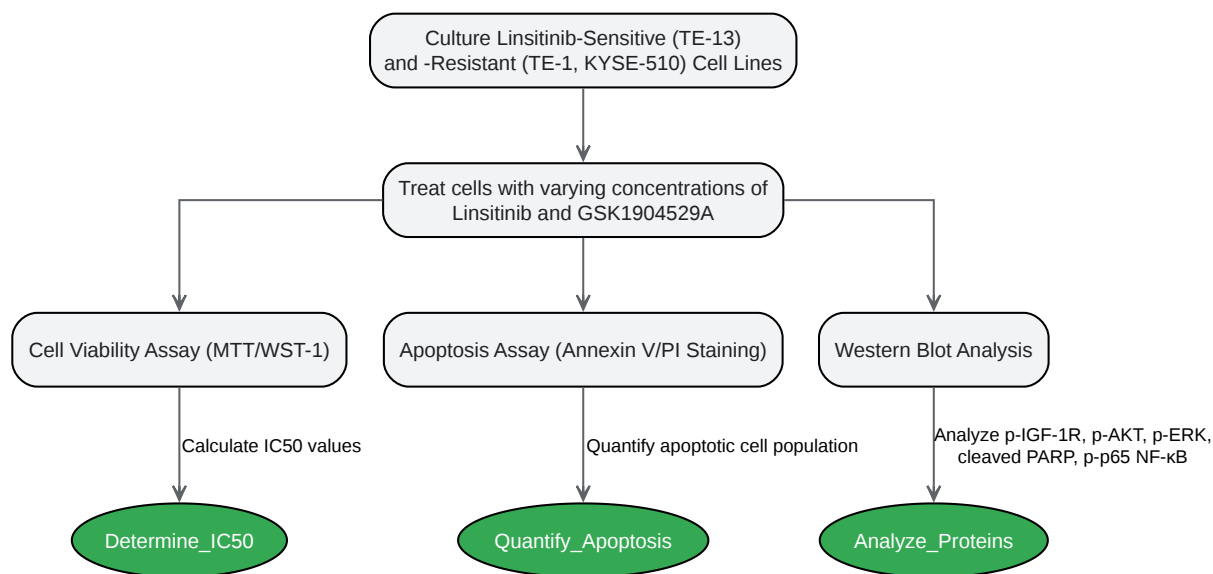 Culture Linsitinib-Sensitive (TE-13)
and -Resistant (TE-1, KYSE-510) Cell Lines
Treat cells with varying concentrations of
Linsitinib and GSK1904529A
Cell Viability Assay (MTT/WST-1)
Apoptosis Assay (Annexin V/PI Staining)
Western Blot Analysis
Calculate IC50 values
Quantify apoptotic cell population
Analyze p-IGF-1R, p-AKT, p-ERK,
cleaved PARP, p-p65 NF-κB
Determine_IC50
Quantify_Apoptosis
Analyze_Proteins